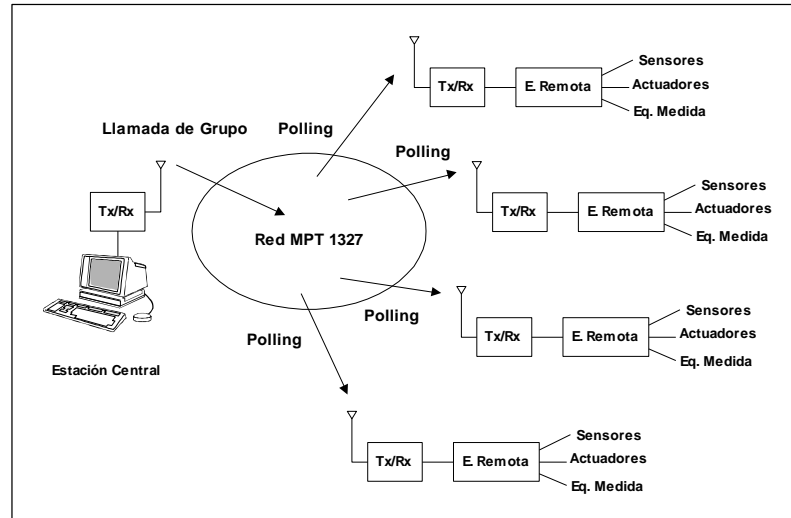 Sensores
Tx/Rx
E. Remota
Actuadores
Eq. Medida
Llamada de Grupo
Polling
Polling
Sensores
Tx/Rx
E. Remota
Actuadores
Eq. Medida
Tx/Rx
Red MPT 1327
Sensores
Tx/Rx
E. Remota
Actuadores
Eq. Medida
Polling
Polling
Estación Central
Sensores
Tx/Rx
E. Remota
Actuadores
Eq. Medida